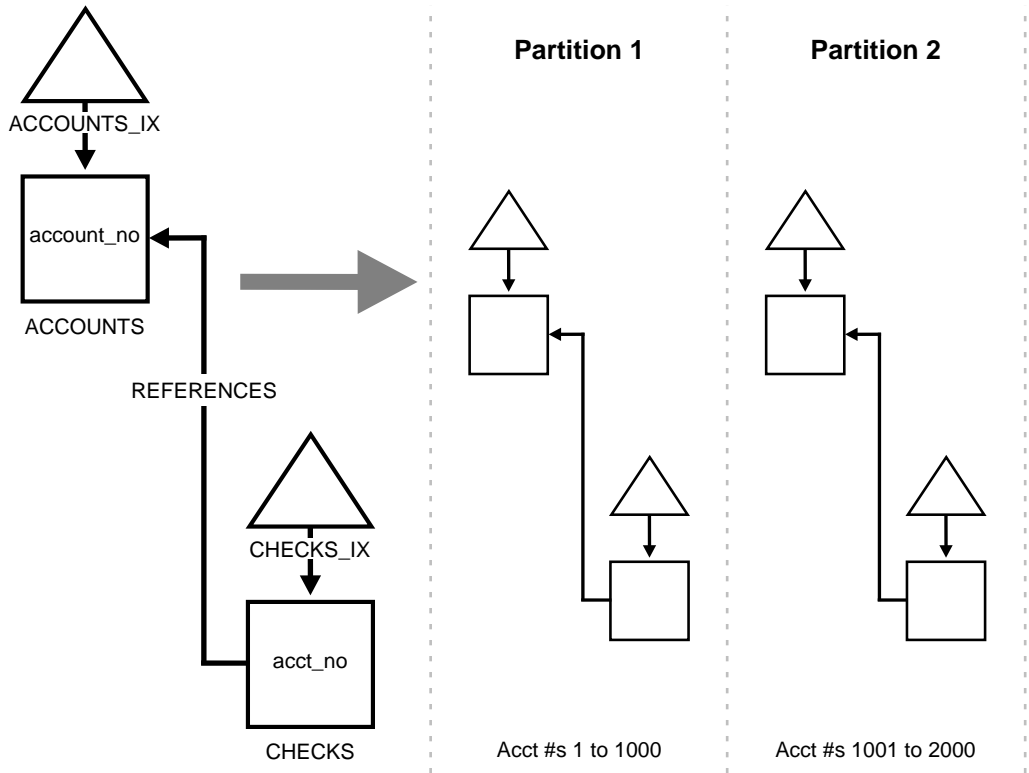 Partition 1
Partition 2
ACCOUNTS_IX
account_no
ACCOUNTS
REFERENCES
CHECKS_IX
acct_no
CHECKS
Acct #s 1 to 1000
Acct #s 1001 to 2000